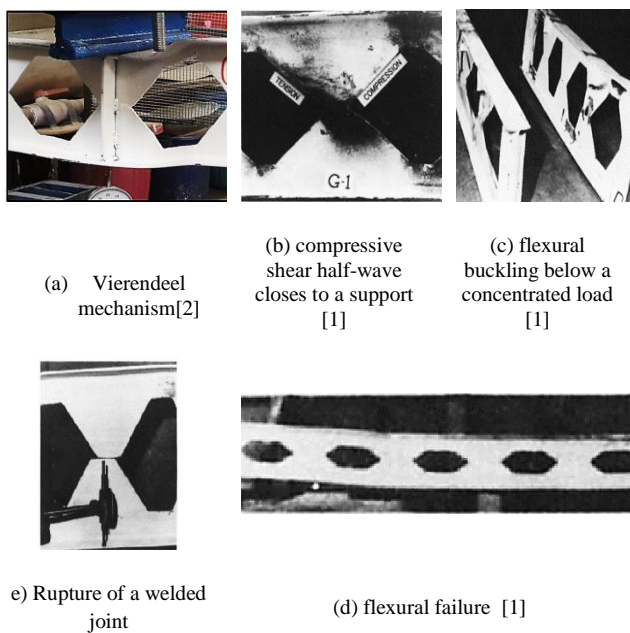 TENSION
COMPRESSION
G-1
(a) Vierendeel
mechanism[2]
(b) compressive
shear half-wave
closes to a support
[1]
(c) flexural
buckling below a
concentrated load
[1]
e) Rupture of a welded
joint
(d) flexural failure [1]